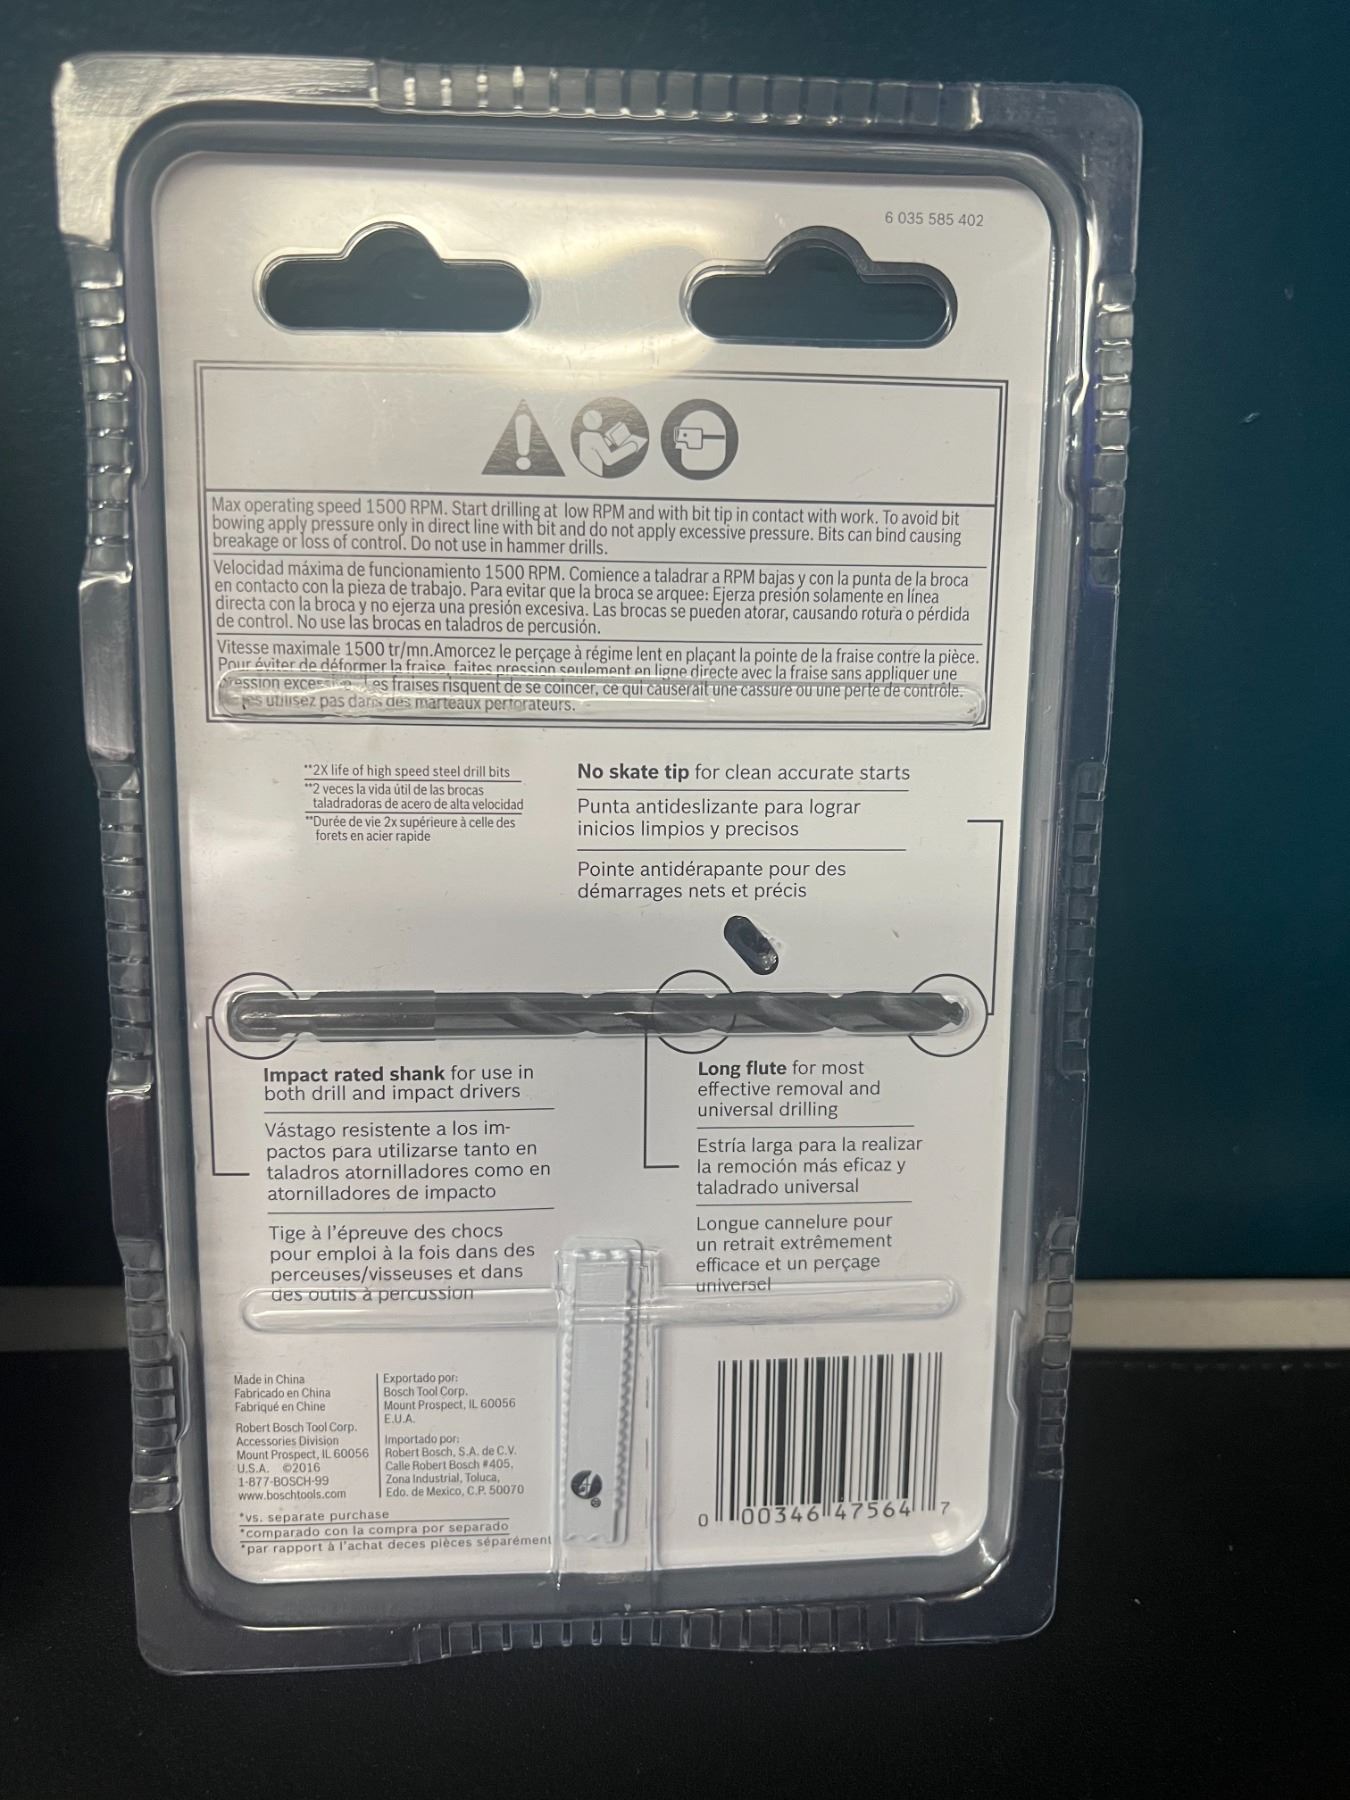 6 035 585 402
Max operating speed 1500 RPM. Start drilling at low RPM and with bit tip in contact with work. To avoid bit
bowing apply pressure only in direct line with bit and do not apply excessive pressure. Bits can bind causing
breakage or loss of control. Do not use in hammer drills.
Velocidad máxima de funcionamiento 1500 RPM. Comience a taladrar a RPM bajas y con la punta de la broca
en contacto con la pieza de trabajo. Para evitar que la broca se arquee: Ejerza presión solamente en línea
directa con la broca y no ejerza una presión excesiva. Las brocas se pueden atorar, causando rotura o pérdida
de control. No use las brocas en taladros de percusión.
Vitesse maximale 1500 tr/mn.Amorcez le perçage à régime lent en plaçant la pointe de la fraise contre la pièce.
Pour éviter de déformer la fraise, faites pression seulement en ligne directe avec la fraise sans appliquer une
fraises risquent de se coincer, ce qui causerait une cassure ou une perte de contrôle.
utilisez pas dans des marteaux perforateurs.
**2X life of high speed steel drill bits
**2 veces la vida útil de las brocas
taladradoras de acero de alta velocidad
**Durée de vie 2x supérieure à celle des
forets en acier rapide
No skate tip for clean accurate starts
Punta antideslizante para lograr
inicios limpios y precisos
Pointe antidérapante pour des
démarrages nets et précis
Impact rated shank for use in
both drill and impact drivers
Vástago resistente a los im-
pactos para utilizarse tanto en
taladros atornilladores como en
atornilladores de impacto
Tige à l'épreuve des chocs
pour emploi à la fois dans des
perceuses/visseuses et dans
des outils à percussion
Long flute for most
effective removal and
universal drilling
Estría larga para la realizar
la remoción más eficaz y
taladrado universal
Longue cannelure pour
un retrait extrêmement
efficace et un perçage
universel
Made in China
Fabricado en China
Fabriqué en Chine
Robert Bosch Tool Corp.
Accessories Division
Mount Prospect, IL 60056
U.S.A. ©2016
1-877-BOSCH-99
www.boschtools.com
Exportado por:
Bosch Tool Corp.
Mount Prospect, IL 60056
E.U.A.
Importado por:
Robert Bosch, S.A. de C.V.
Calle Robert Bosch #405,
Zona Industrial, Toluca,
Edo. de Mexico, C.P. 50070
*vs. separate purchase
*comparado con la compra por separado
*par rapport à l'achat deces pièces séparément
0 00346 47564 7